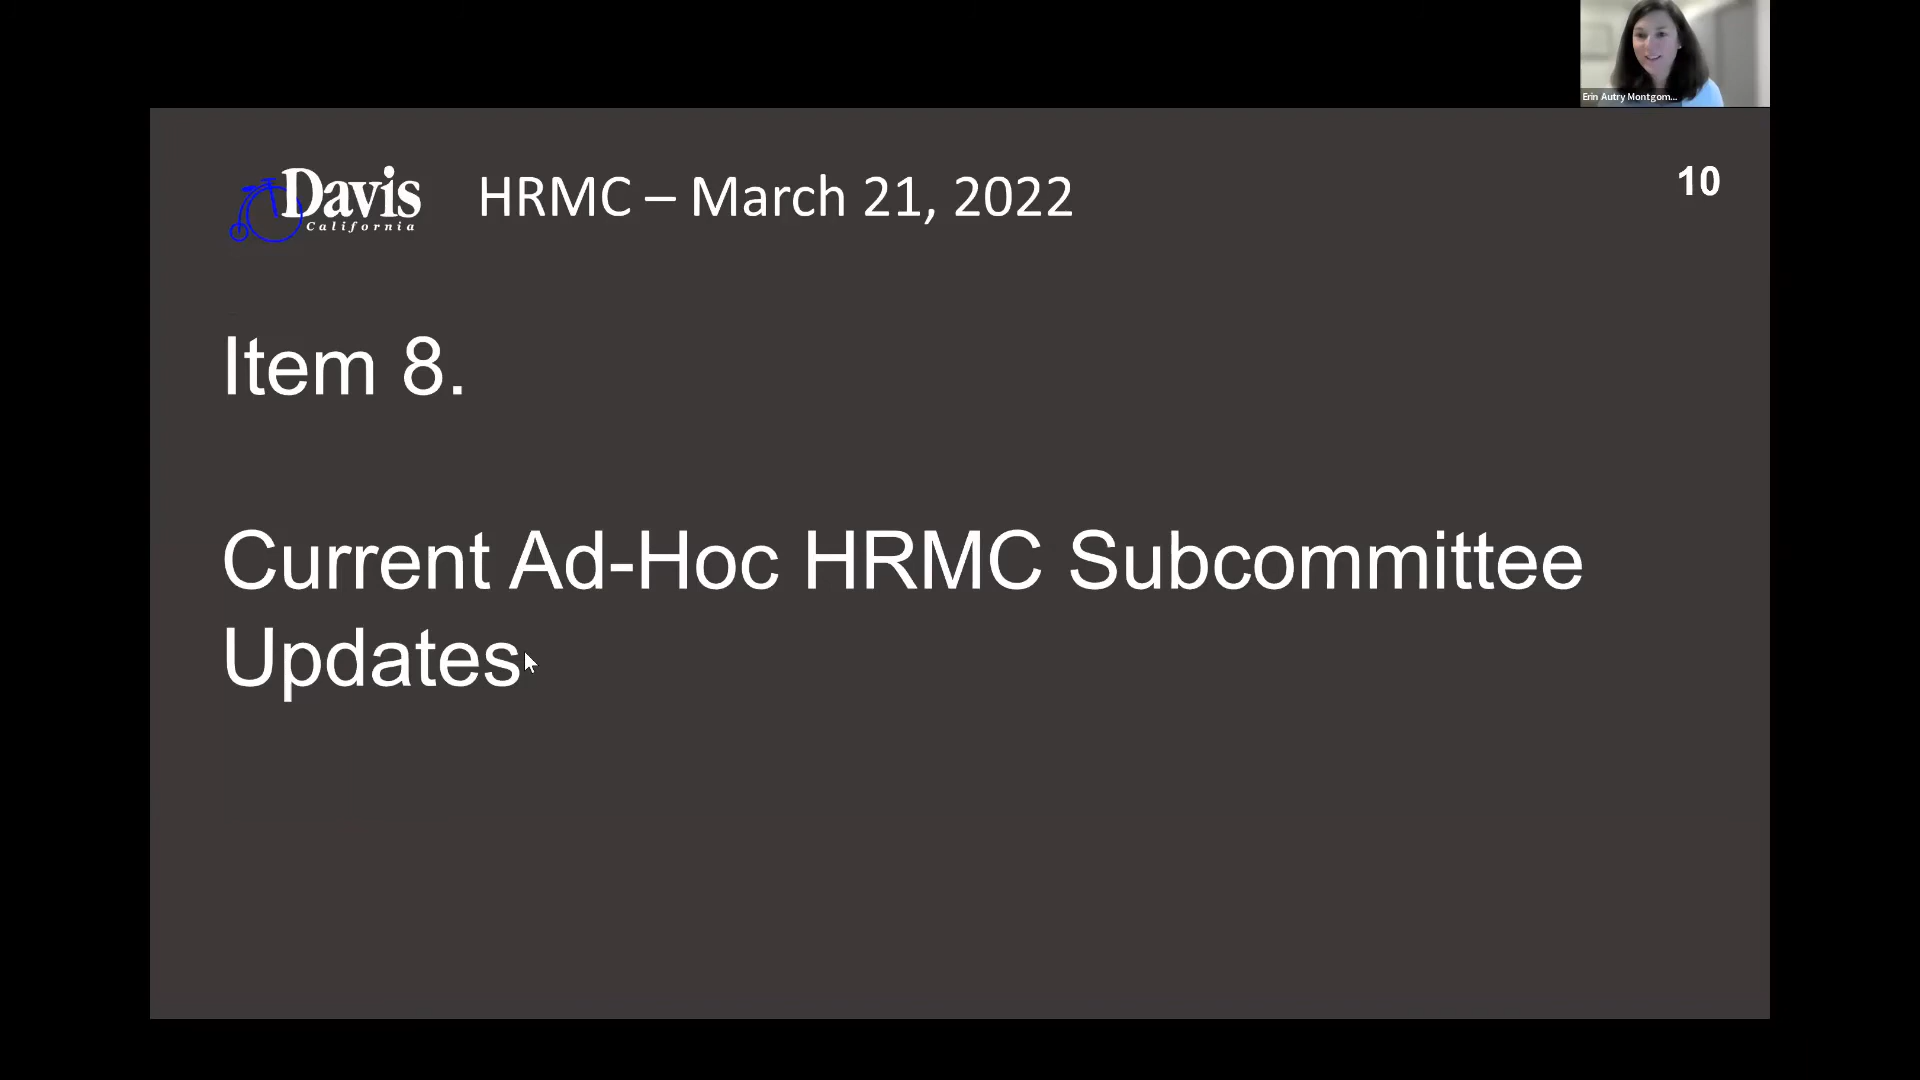 Erin Autry Montgom...
Davis
California
HRMC – March 21, 2022
10
Item 8.
Current Ad-Hoc HRMC Subcommittee
Updates